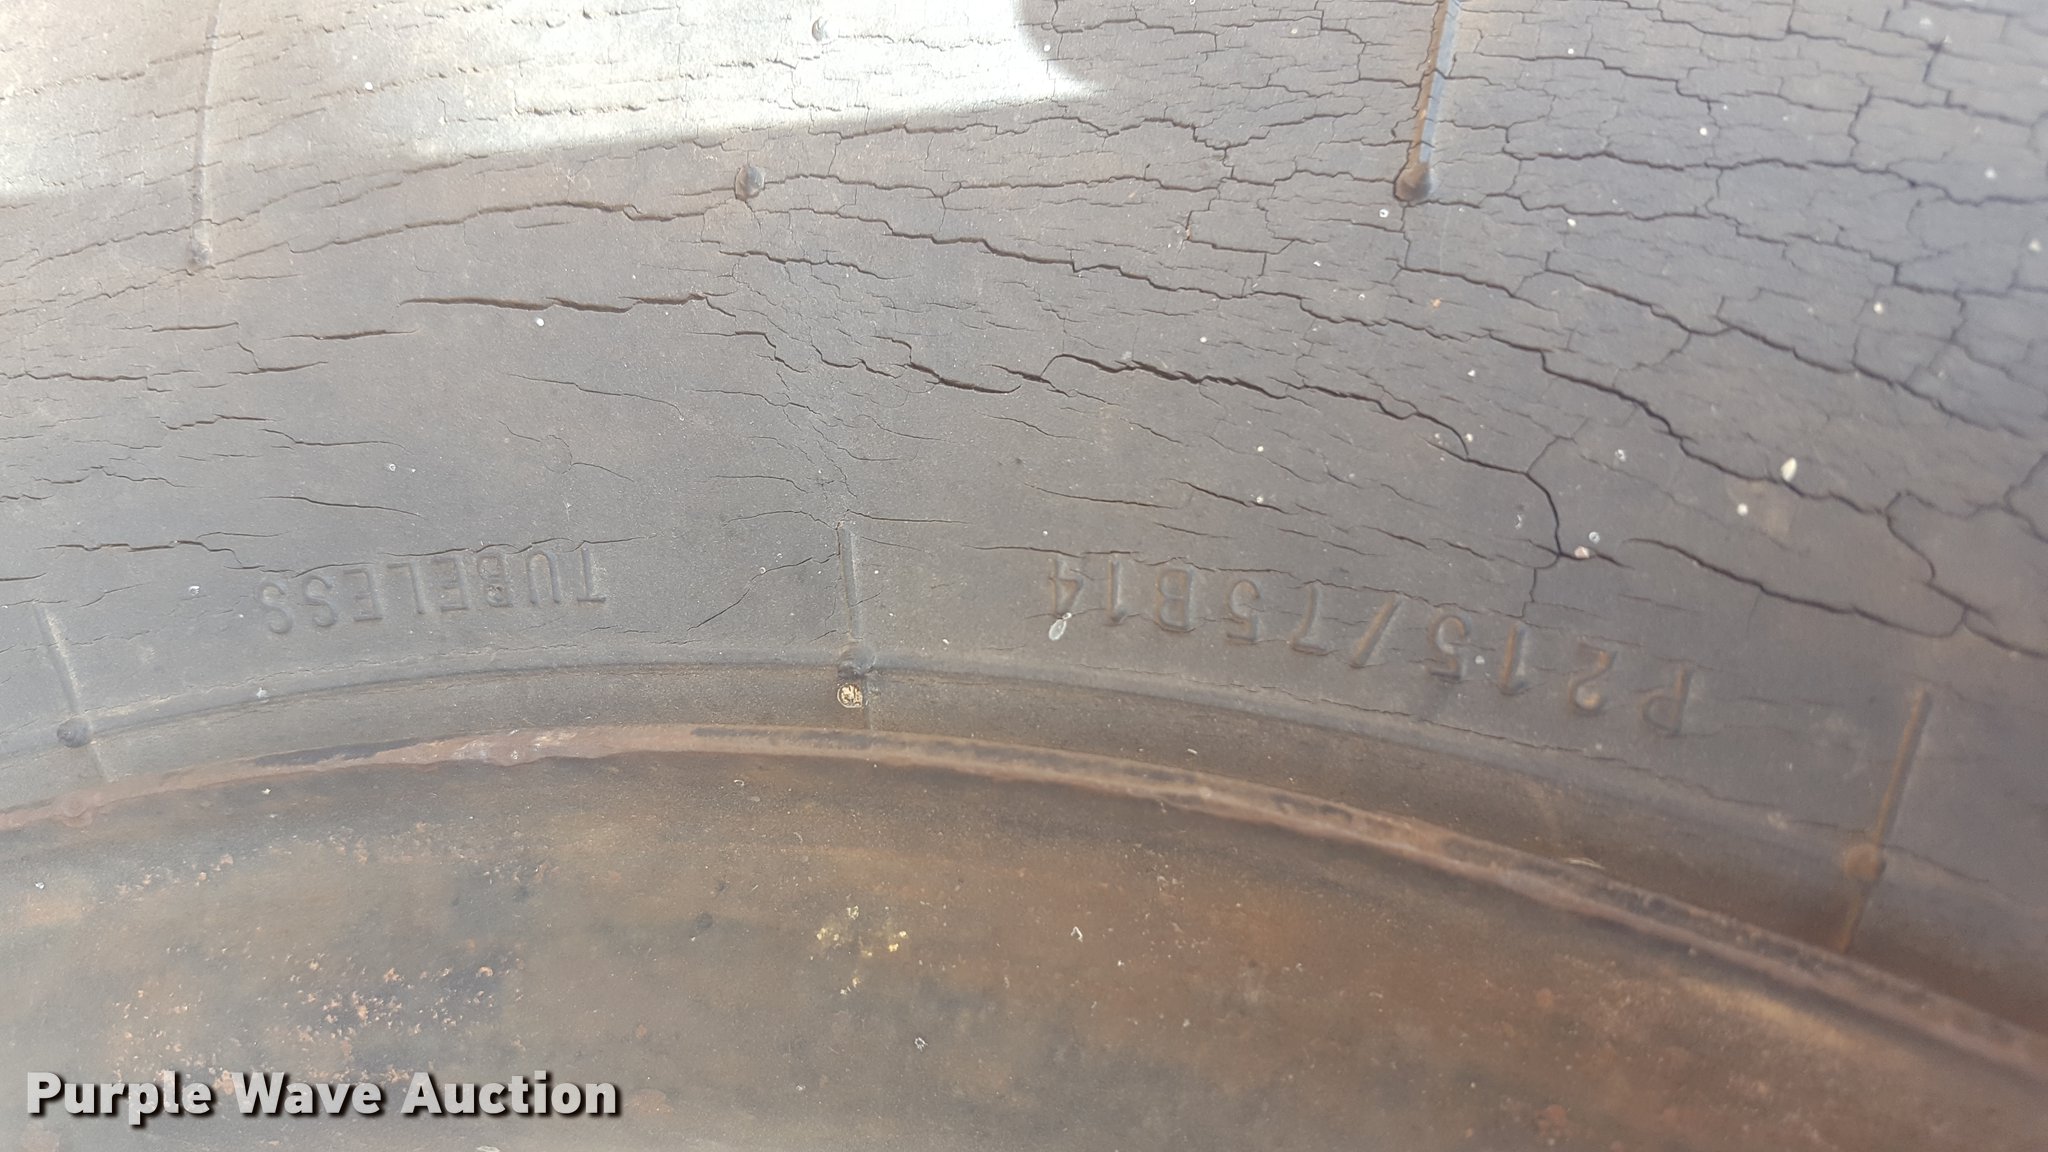 P215/75B14
TUBELESS
Purple Wave Auction